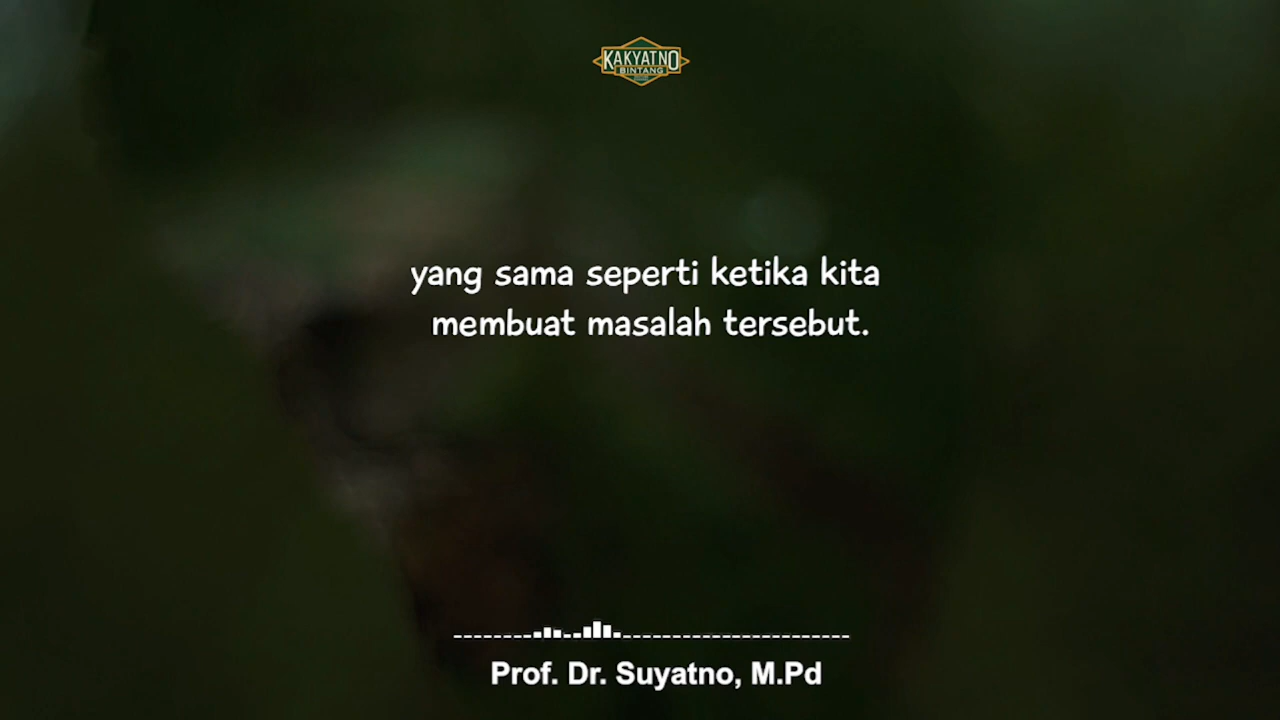 KAKYATNO
BINTANG
yang sama seperti ketika kita
membuat masalah tersebut.
Prof. Dr. Suyatno, M.Pd